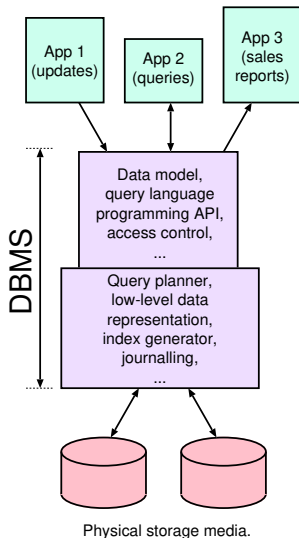 App 1
(updates)
App 2
(queries)
App 3
(sales
reports)
DBMS
Data model,
query language
programming API,
access control,
...
Query planner,
low-level data
representation,
index generator,
journalling,
...
Physical storage media.